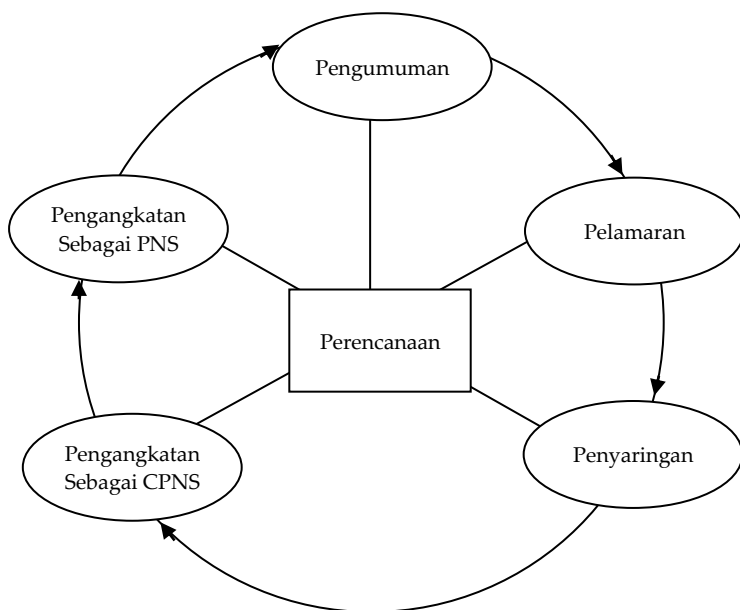 Pengumuman
Pelamaran
Penyaringan
Pengangkatan
Sebagai CPNS
Pengangkatan
Sebagai PNS
Perencanaan